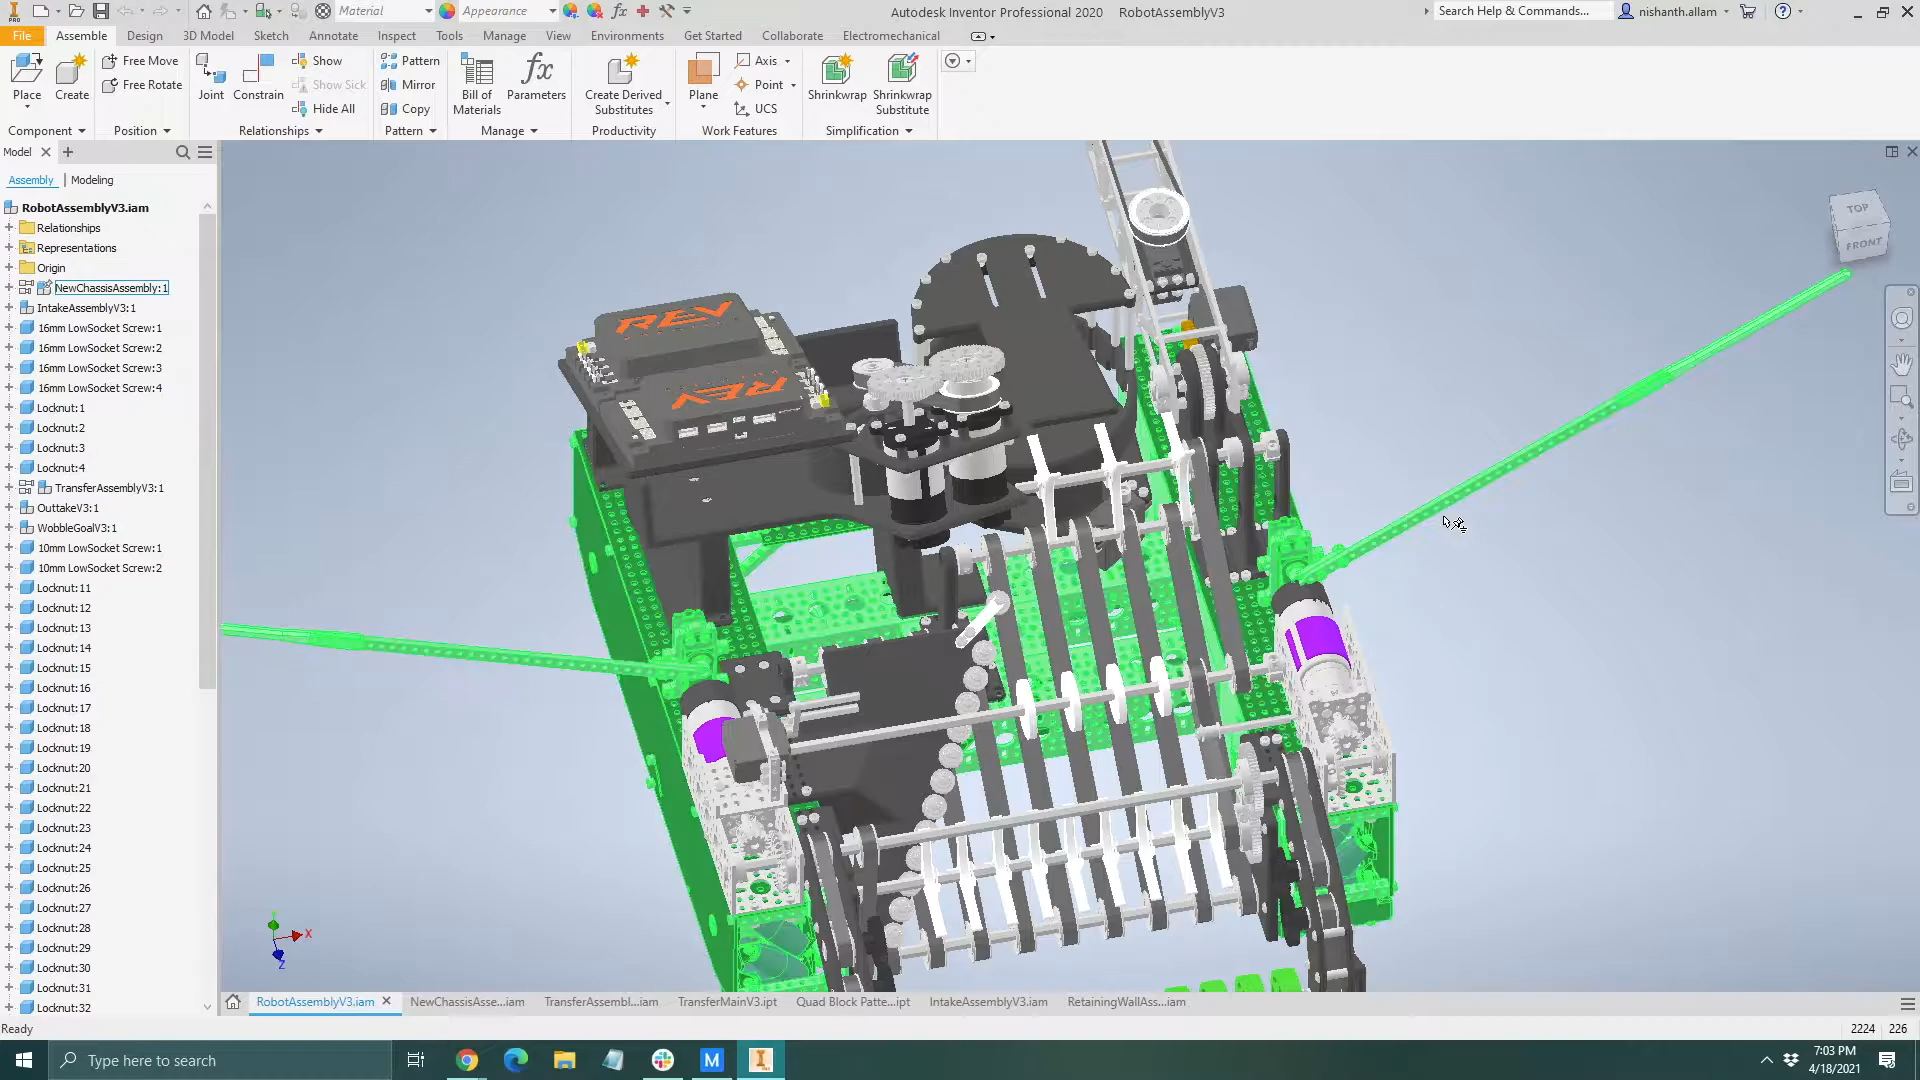 Material
Appearance
Autodesk Inventor Professional 2020 RobotAssemblyV3
Search Help & Commands...
nishanth.allam
File
Assemble
Design
3D Model
Sketch
Annotate
Inspect
Tools
Manage
View
Environments
Get Started
Collaborate
Electromechanical
Place
Create
Free Move
Free Rotate
Component
Position
Joint
Constrain
Show
Show Sick
Hide All
Relationships
Pattern
Mirror
Copy
Pattern
Bill of
Materials
Parameters
Manage
Create Derived
Substitutes
Productivity
Plane
Axis
Point
UCS
Work Features
Shrinkwrap
Shrinkwrap
Substitute
Simplification
Model
Assembly
Modeling
RobotAssemblyV3.iam
Relationships
Representations
Origin
NewChassisAssembly:1
IntakeAssemblyV3:1
16mm LowSocket Screw:1
16mm LowSocket Screw:2
16mm LowSocket Screw:3
16mm LowSocket Screw:4
Locknut:1
Locknut:2
Locknut:3
Locknut:4
TransferAssemblyV3:1
OuttakeV3:1
WobbleGoalV3:1
10mm LowSocket Screw:1
10mm LowSocket Screw:2
Locknut:11
Locknut:12
Locknut:13
Locknut:14
Locknut:15
Locknut:16
Locknut:17
Locknut:18
Locknut:19
Locknut:20
Locknut:21
Locknut:22
Locknut:23
Locknut:24
Locknut:25
Locknut:26
Locknut:27
Locknut:28
Locknut:29
Locknut:30
Locknut:31
Locknut:32
REV
REV
TOP
FRONT
X
Z
RobotAssemblyV3.iam
NewChassisAsse...iam
TransferAssembl...iam
TransferMainV3.ipt
Quad Block Patte...ipt
IntakeAssemblyV3.iam
RetainingWallAss...iam
Ready
2224 226
Type here to search
M
7:03 PM
4/18/2021